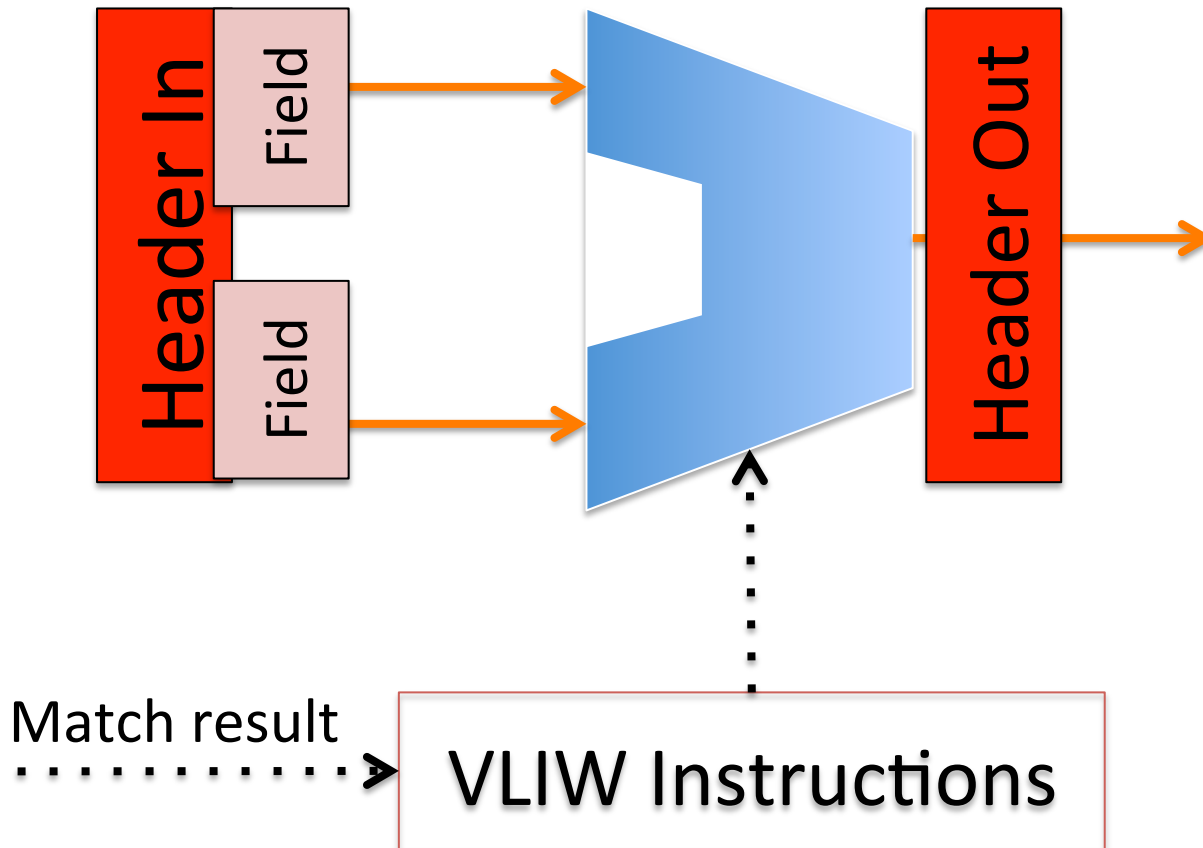 Header In
Field
Field
Header Out
Match result
VLIW Instructions